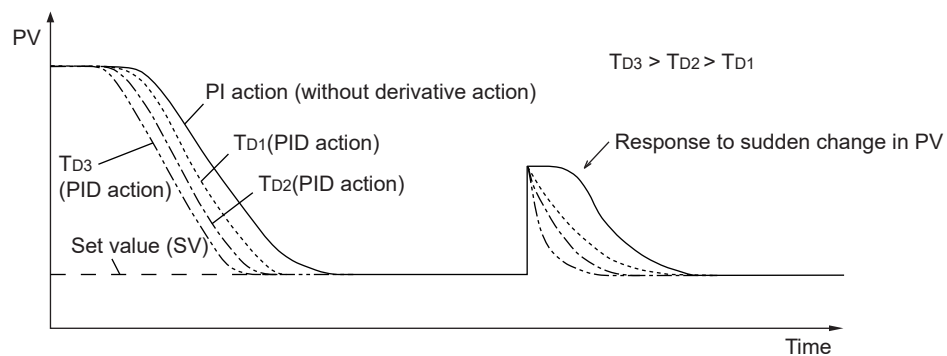 PV
TD3 > TD2 > TD1
PI action (without derivative action)
TD1(PID action)
Response to sudden change in PV
TD3
(PID action)
TD2(PID action)
Set value (SV)
Time